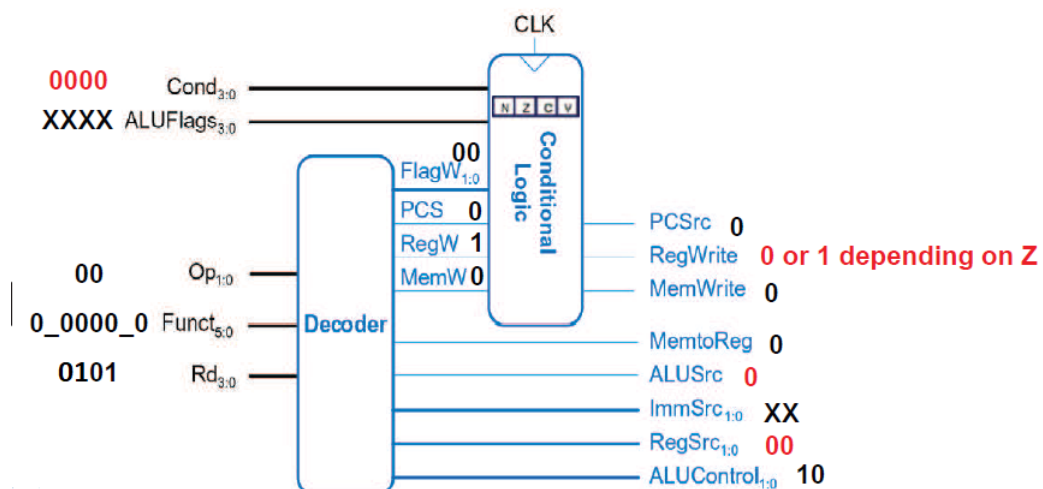 CLK
0000 Cond3:0
XXXX ALUFlags3:0
N Z C V
Conditional Logic
00
FlagW1:0
PCS 0
RegW 1
MemW 0
PCSrc 0
RegWrite 0 or 1 depending on Z
MemWrite 0
00 Op1:0
0_0000_0 Funct5:0
0101 Rd3:0
Decoder
MemtoReg 0
ALUSrc 0
ImmSrc1:0 XX
RegSrc1:0 00
ALUControl1:0 10